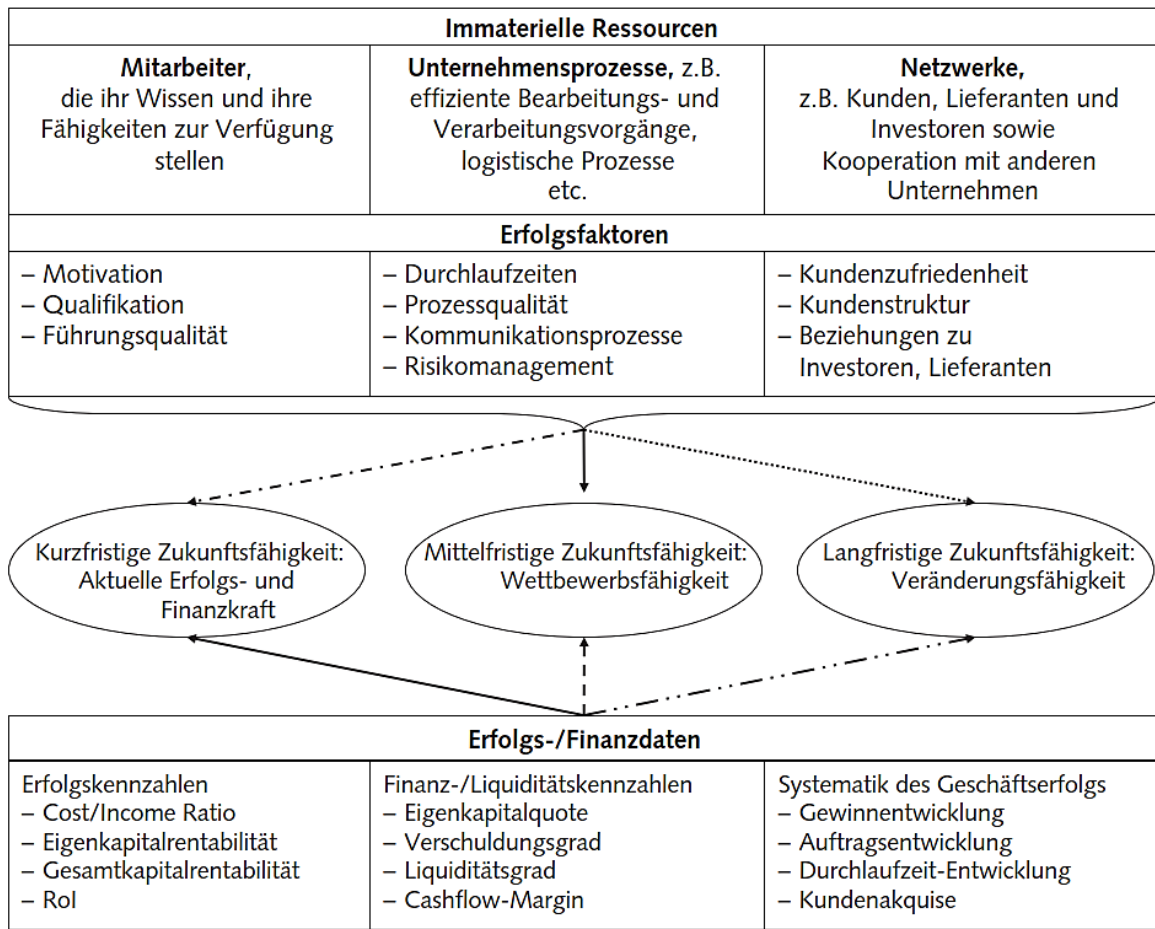 Immaterielle Ressourcen
Mitarbeiter,
die ihr Wissen und ihre
Fähigkeiten zur Verfügung
stellen
Unternehmensprozesse, z.B.
effiziente Bearbeitungs- und
Verarbeitungsvorgänge,
logistische Prozesse
etc.
Netzwerke,
z.B. Kunden, Lieferanten und
Investoren sowie
Kooperation mit anderen
Unternehmen
Erfolgsfaktoren
– Motivation
– Qualifikation
– Führungsqualität
– Durchlaufzeiten
– Prozessqualität
– Kommunikationsprozesse
– Risikomanagement
– Kundenzufriedenheit
– Kundenstruktur
– Beziehungen zu
Investoren, Lieferanten
Kurzfristige Zukunftsfähigkeit:
Aktuelle Erfolgs- und
Finanzkraft
Mittelfristige Zukunftsfähigkeit:
Wettbewerbsfähigkeit
Langfristige Zukunftsfähigkeit:
Veränderungsfähigkeit
Erfolgs-/Finanzdaten
Erfolgskennzahlen
– Cost/Income Ratio
– Eigenkapitalrentabilität
– Gesamtkapitalrentabilität
– RoI
Finanz-/Liquiditätskennzahlen
– Eigenkapitalquote
– Verschuldungsgrad
– Liquiditätsgrad
– Cashflow-Margin
Systematik des Geschäftserfolgs
– Gewinnentwicklung
– Auftragsentwicklung
– Durchlaufzeit-Entwicklung
– Kundenakquise